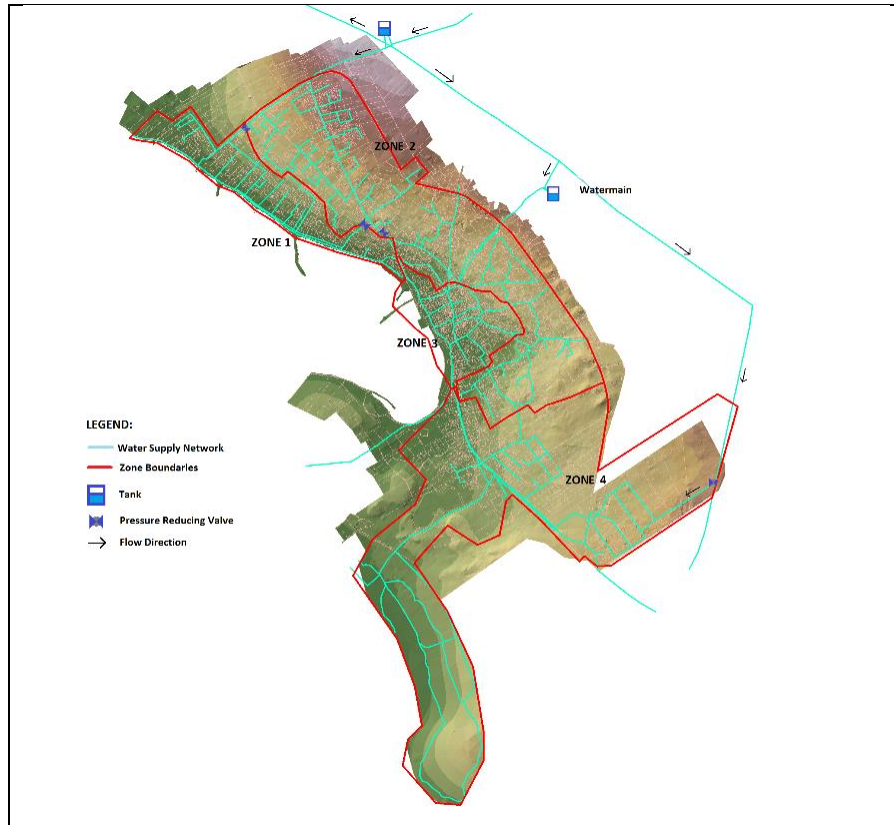 ZONE 2
Watermain
ZONE 1
ZONE 3
LEGEND:
Water Supply Network
Zone Boundaries
Tank
Pressure Reducing Valve
Flow Direction
ZONE 4